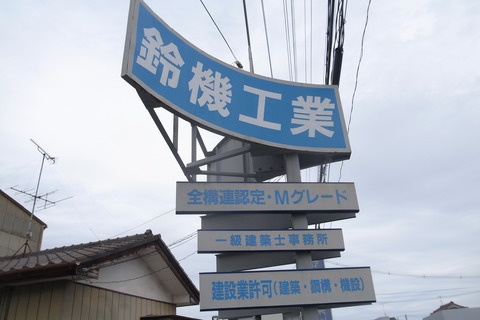 鈴機工業
全構連認定・Mグレード
一級建築士事務所
建設業許可(建築・鋼構・機設)